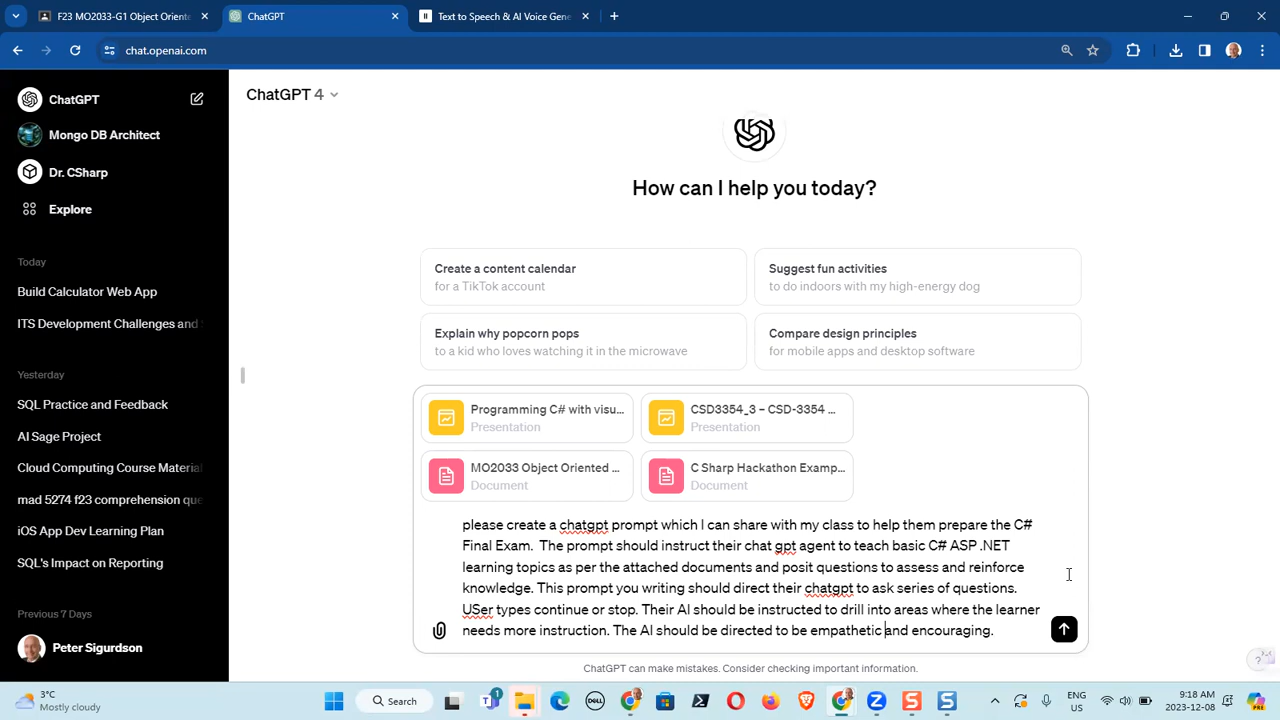 F23 MO2033-G1 Object Oriente
ChatGPT
Text to Speech & AI Voice Gene
chat.openai.com
ChatGPT
Mongo DB Architect
Dr. CSharp
Explore
Today
Build Calculator Web App
ITS Development Challenges and
Yesterday
SQL Practice and Feedback
AI Sage Project
Cloud Computing Course Material
mad 5274 f23 comprehension que
iOS App Dev Learning Plan
SQL's Impact on Reporting
Previous 7 Days
Peter Sigurdson
ChatGPT 4
How can I help you today?
Create a content calendar
for a TikTok account
Suggest fun activities
to do indoors with my high-energy dog
Explain why popcorn pops
to a kid who loves watching it in the microwave
Compare design principles
for mobile apps and desktop software
Programming C# with visu...
Presentation
CSD3354_3 – CSD-3354 ...
Presentation
MO2033 Object Oriented ...
Document
C Sharp Hackathon Examp...
Document
please create a chatgpt prompt which I can share with my class to help them prepare the C#
Final Exam.  The prompt should instruct their chat gpt agent to teach basic C# ASP .NET
learning topics as per the attached documents and posit questions to assess and reinforce
knowledge. This prompt you writing should direct their chatgpt to ask series of questions.
USer types continue or stop. Their AI should be instructed to drill into areas where the learner
needs more instruction. The AI should be directed to be empathetic and encouraging.
ChatGPT can make mistakes. Consider checking important information.
3°C
Mostly cloudy
Search
1
DELL
ENG
US
9:18 AM
2023-12-08